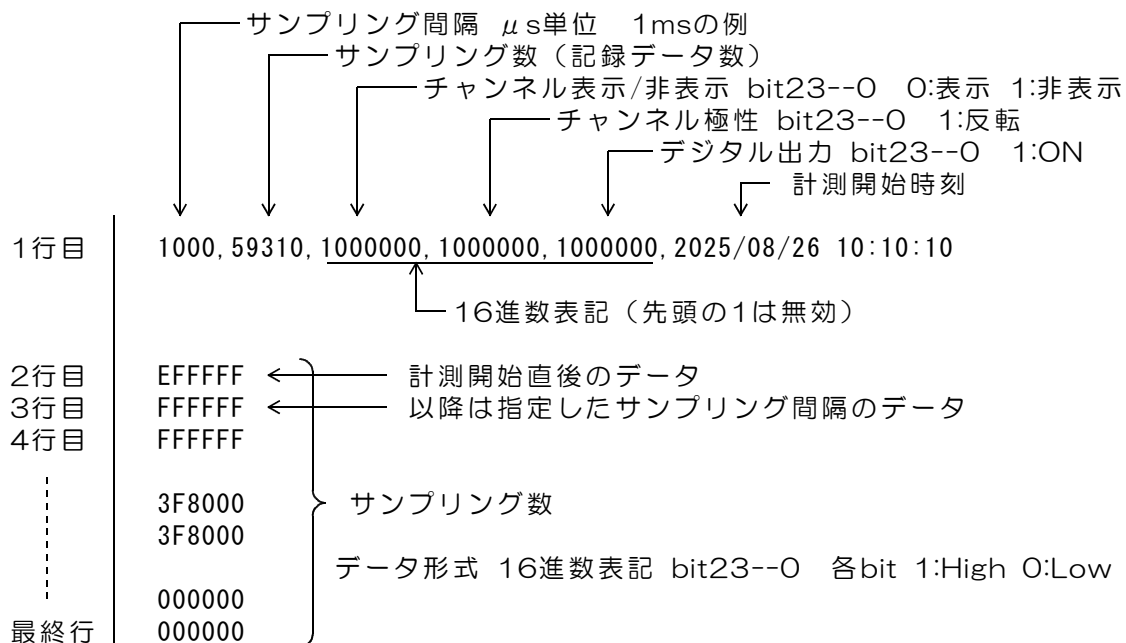 サンプリング間隔 μs単位 1msの例
サンプリング数（記録データ数）
チャンネル表示/非表示 bit23--0 0:表示 1:非表示
チャンネル極性 bit23--0 1:反転
デジタル出力 bit23--0 1:ON
計測開始時刻
1行目 1000,59310,1000000,1000000,1000000,2025/08/26 10:10:10
16進数表記（先頭の1は無効）
2行目 EFFFFF 計測開始直後のデータ
3行目 FFFFFF 以降は指定したサンプリング間隔のデータ
4行目 FFFFFF
3F8000 サンプリング数
3F8000
データ形式 16進数表記 bit23--0 各bit 1:High 0:Low
000000
最終行 000000